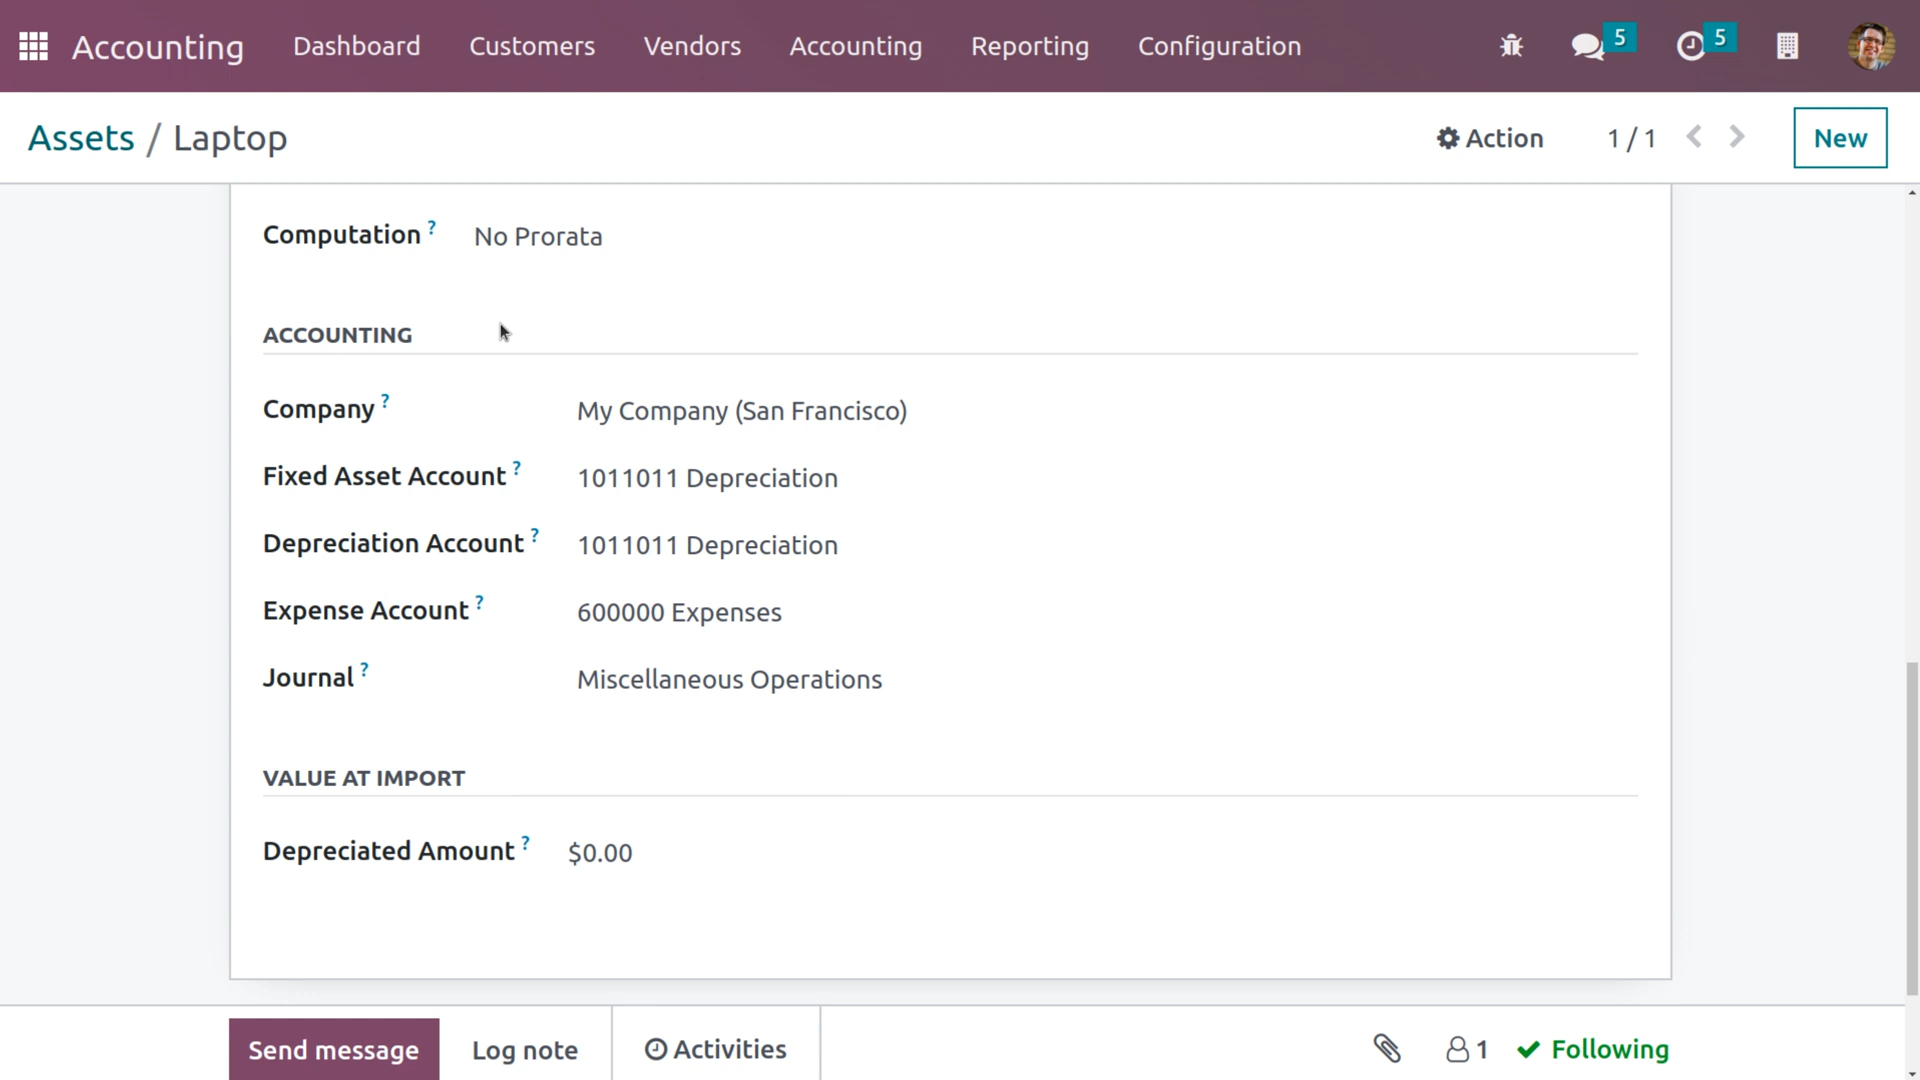 Accounting Dashboard Customers Vendors Accounting Reporting Configuration 5 5
Assets / Laptop Action 1 / 1 New
Computation ? No Prorata
ACCOUNTING
Company ? My Company (San Francisco)
Fixed Asset Account ? 1011011 Depreciation
Depreciation Account ? 1011011 Depreciation
Expense Account ? 600000 Expenses
Journal ? Miscellaneous Operations
VALUE AT IMPORT
Depreciated Amount ? $0.00
Send message Log note Activities 1 Following